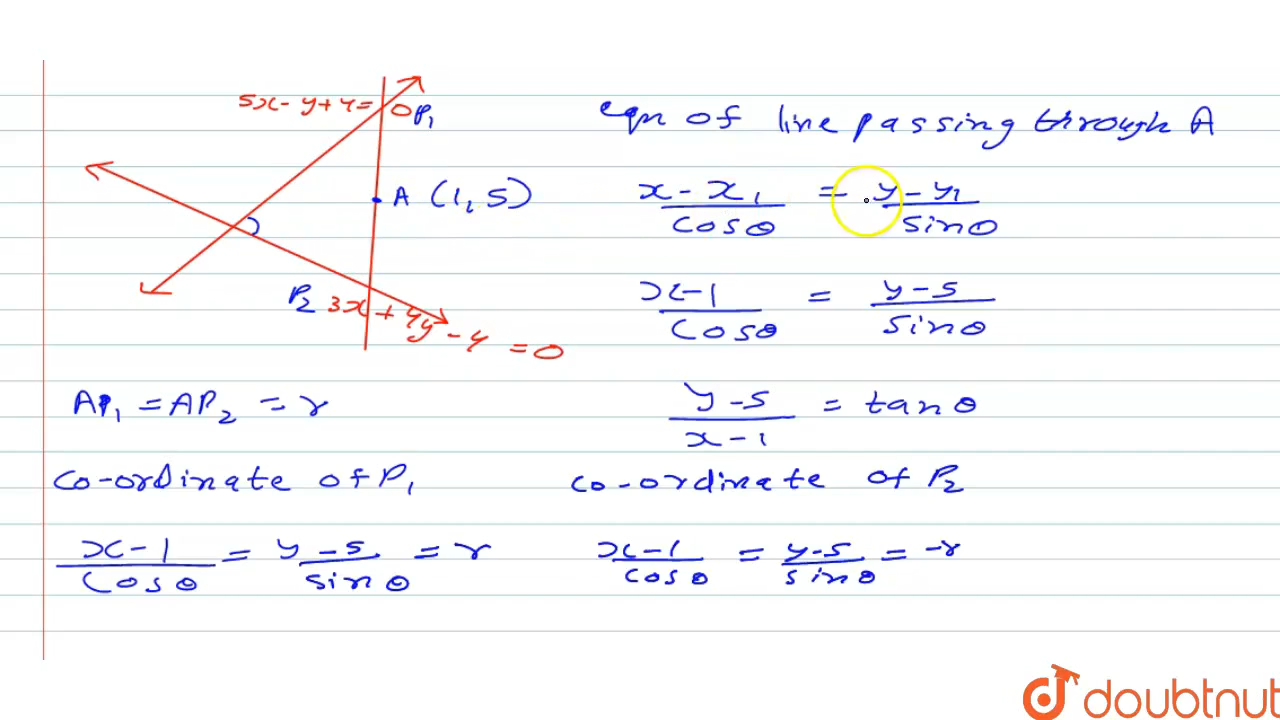 5x - y + 4 = 0 P₁
A (1, 5)
P₂ 3x + 4y - 4 = 0
eqn of line passing through A
x - x₁ / cosθ = y - y₁ / sinθ
x - 1 / cosθ = y - 5 / sinθ
AP₁ = AP₂ = r
y - 5 / x - 1 = tanθ
co-ordinate of P₁
co-ordinate of P₂
x - 1 / cosθ = y - 5 / sinθ = r
x - 1 / cosθ = y - 5 / sinθ = -r
doubtnut